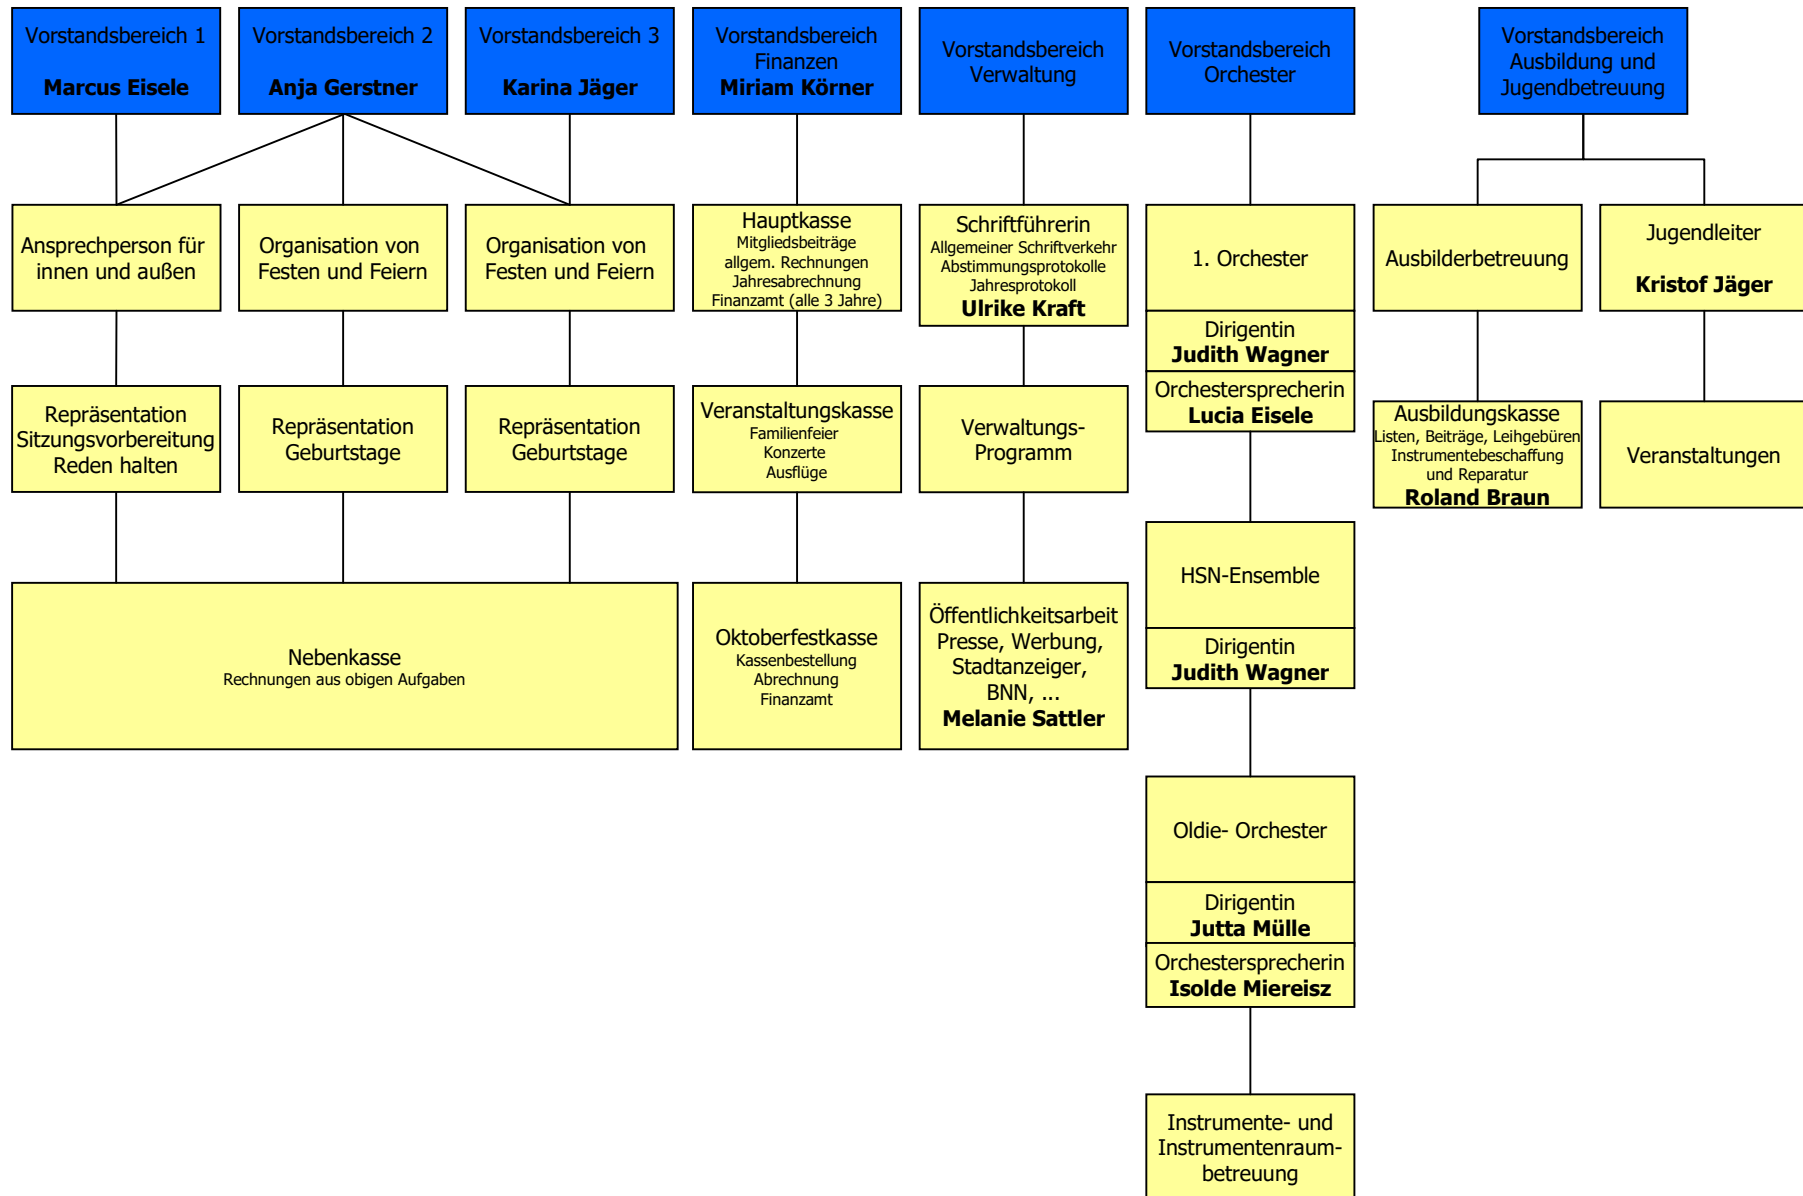 Vorstandsbereich 1
Marcus Eisele
Vorstandsbereich 2
Anja Gerstner
Vorstandsbereich 3
Karina Jäger
Vorstandsbereich
Finanzen
Miriam Körner
Vorstandsbereich
Verwaltung
Vorstandsbereich
Orchester
Vorstandsbereich
Ausbildung und
Jugendbetreuung
Ansprechperson für
innen und außen
Organisation von
Festen und Feiern
Organisation von
Festen und Feiern
Hauptkasse
Mitgliedsbeiträge
allgem. Rechnungen
Jahresabrechnung
Finanzamt (alle 3 Jahre)
Schriftführerin
Allgemeiner Schriftverkehr
Abstimmungsprotokolle
Jahresprotokoll
Ulrike Kraft
1. Orchester
Dirigentin
Judith Wagner
Orchestersprecherin
Lucia Eisele
Ausbilderbetreuung
Jugendleiter
Kristof Jäger
Repräsentation
Sitzungsvorbereitung
Reden halten
Repräsentation
Geburtstage
Repräsentation
Geburtstage
Veranstaltungskasse
Familienfeier
Konzerte
Ausflüge
Verwaltungs-
Programm
Ausbildungskasse
Listen, Beiträge, Leihgebüren
Instrumentebeschaffung
und Reparatur
Roland Braun
Veranstaltungen
HSN-Ensemble
Dirigentin
Judith Wagner
Nebenkasse
Rechnungen aus obigen Aufgaben
Oktoberfestkasse
Kassenbestellung
Abrechnung
Finanzamt
Öffentlichkeitsarbeit
Presse, Werbung,
Stadtanzeiger,
BNN, ...
Melanie Sattler
Oldie- Orchester
Dirigentin
Jutta Mülle
Orchestersprecherin
Isolde Miereisz
Instrumente- und
Instrumentenraum-
betreuung